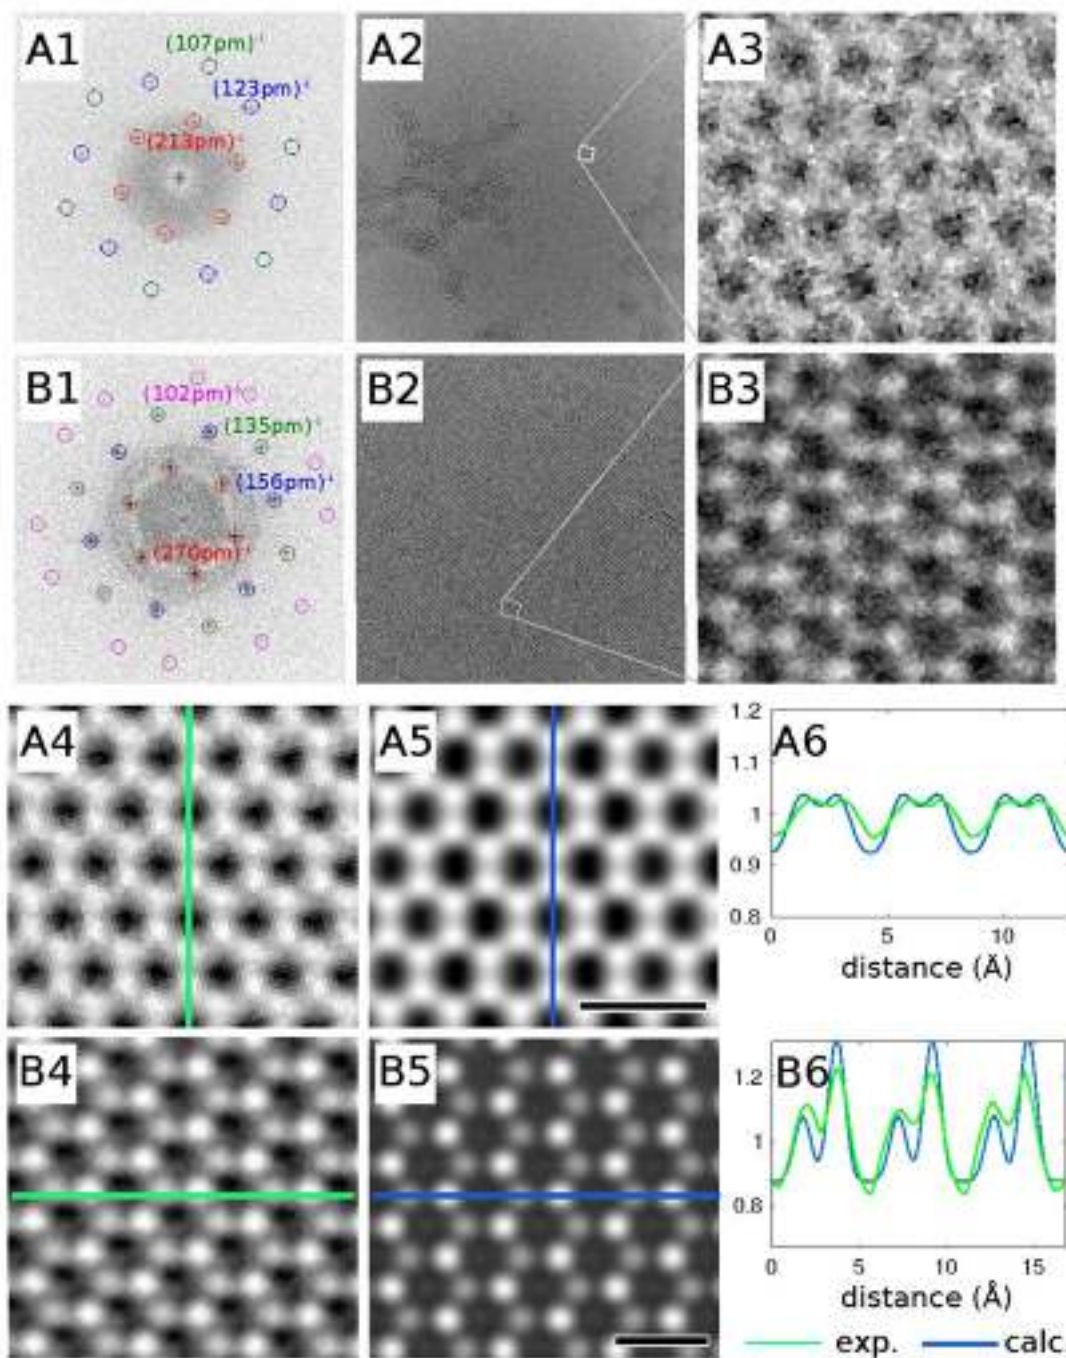 A1
(107pm)⁻¹
(123pm)⁻¹
(213pm)⁻¹
A2
A3
B1
(102pm)⁻¹
(135pm)⁻¹
(156pm)⁻¹
(270pm)⁻¹
B2
B3
A4
A5
A6
1.2
1.1
1
0.9
0.8
0
5
10
distance (Å)
B4
B5
B6
1.2
1
0.8
0
5
10
15
distance (Å)
exp.
calc